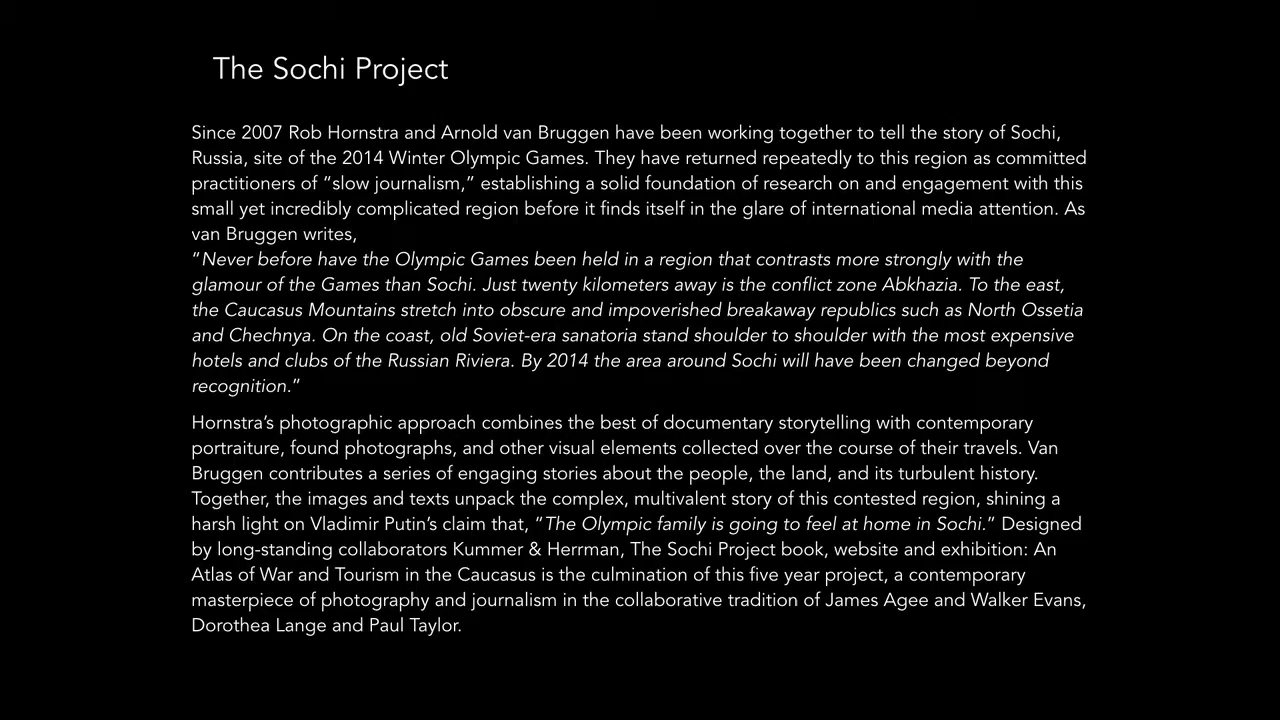 The Sochi Project
Since 2007 Rob Hornstra and Arnold van Bruggen have been working together to tell the story of Sochi,
Russia, site of the 2014 Winter Olympic Games. They have returned repeatedly to this region as committed
practitioners of “slow journalism,” establishing a solid foundation of research on and engagement with this
small yet incredibly complicated region before it finds itself in the glare of international media attention. As
van Bruggen writes,
“Never before have the Olympic Games been held in a region that contrasts more strongly with the
glamour of the Games than Sochi. Just twenty kilometers away is the conflict zone Abkhazia. To the east,
the Caucasus Mountains stretch into obscure and impoverished breakaway republics such as North Ossetia
and Chechnya. On the coast, old Soviet-era sanatoria stand shoulder to shoulder with the most expensive
hotels and clubs of the Russian Riviera. By 2014 the area around Sochi will have been changed beyond
recognition.”
Hornstra’s photographic approach combines the best of documentary storytelling with contemporary
portraiture, found photographs, and other visual elements collected over the course of their travels. Van
Bruggen contributes a series of engaging stories about the people, the land, and its turbulent history.
Together, the images and texts unpack the complex, multivalent story of this contested region, shining a
harsh light on Vladimir Putin’s claim that, “The Olympic family is going to feel at home in Sochi.” Designed
by long-standing collaborators Kummer & Herrman, The Sochi Project book, website and exhibition: An
Atlas of War and Tourism in the Caucasus is the culmination of this five year project, a contemporary
masterpiece of photography and journalism in the collaborative tradition of James Agee and Walker Evans,
Dorothea Lange and Paul Taylor.